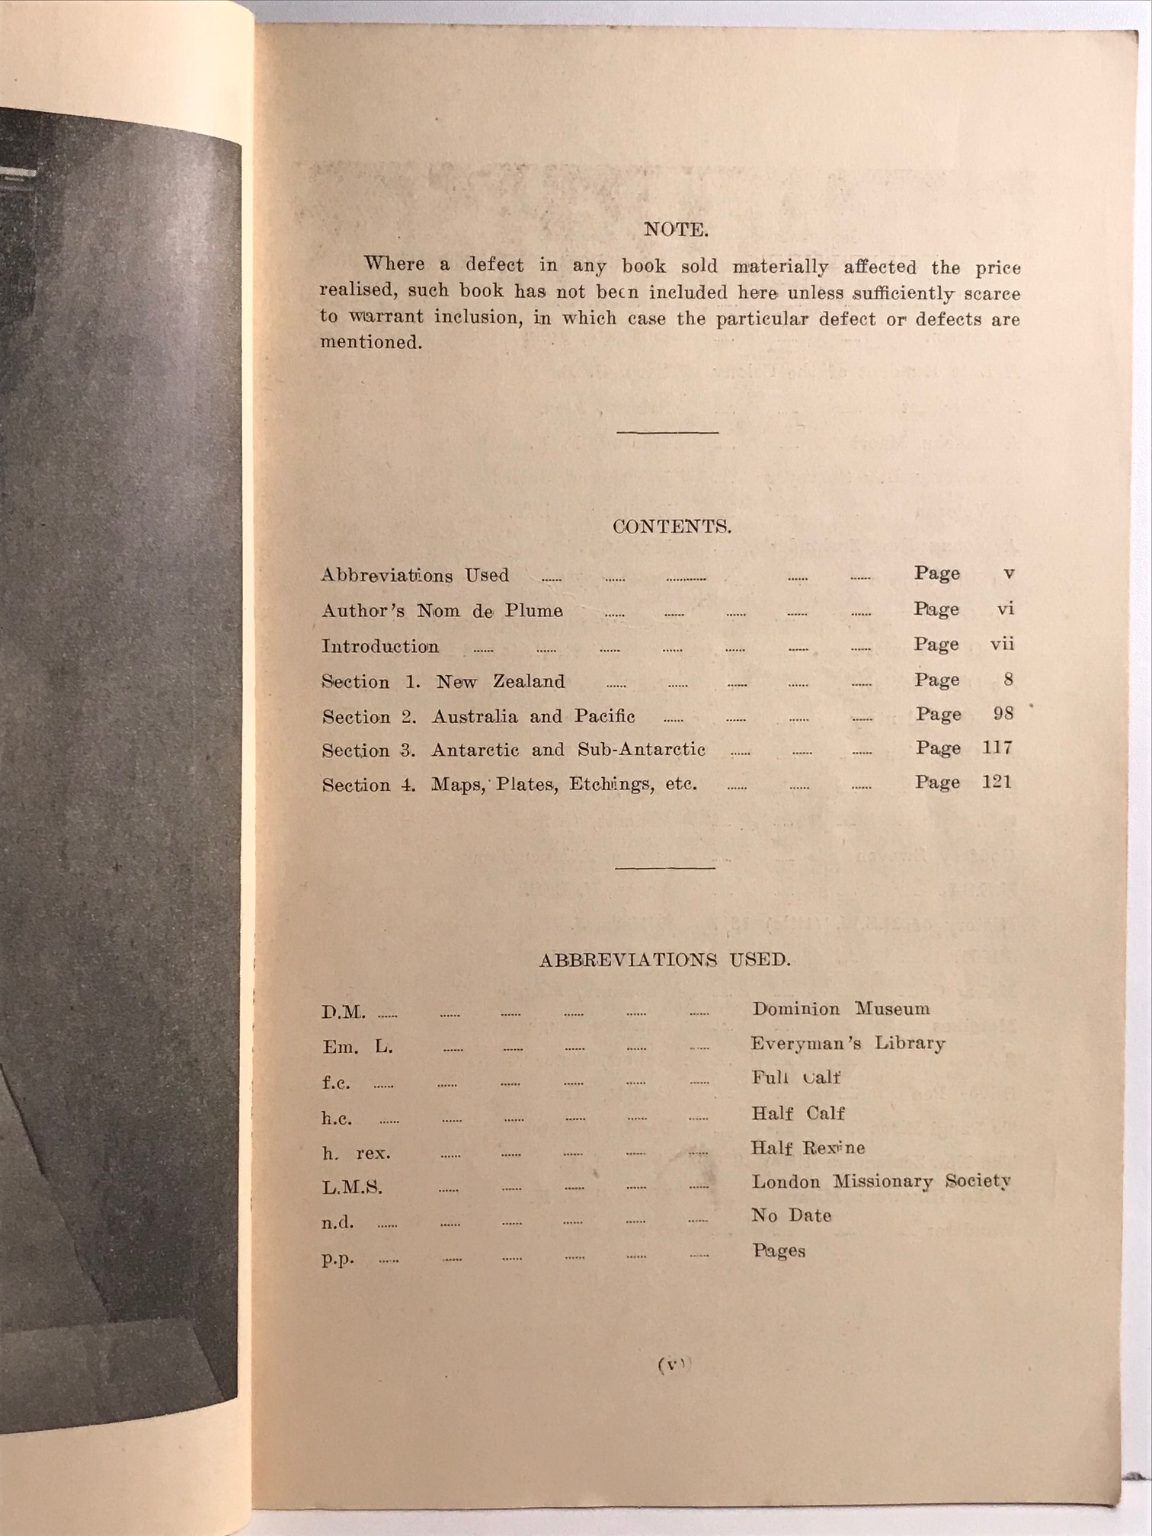 NOTE.
Where a defect in any book sold materially affected the price
realised, such book has not been included here unless sufficiently scarce
to warrant inclusion, in which case the particular defect or defects are
mentioned.
CONTENTS.
Abbreviations Used ...... ...... ............ ...... ...... Page v
Author's Nom de Plume ...... ...... ...... ...... ...... Page vi
Introduction ...... ...... ...... ...... ...... ...... ...... Page vii
Section 1. New Zealand ...... ...... ...... ...... ...... Page 8
Section 2. Australia and Pacific ...... ...... ...... ...... Page 98
Section 3. Antarctic and Sub-Antarctic ...... ...... ...... Page 117
Section 4. Maps, Plates, Etchings, etc. ...... ...... ...... Page 121
ABBREVIATIONS USED.
D.M. ...... ...... ...... ...... ...... ...... Dominion Museum
Em. L. ...... ...... ...... ...... ...... Everyman's Library
f.c. ...... ...... ...... ...... ...... ...... Full Calf
h.c. ...... ...... ...... ...... ...... ...... Half Calf
h. rex. ...... ...... ...... ...... ...... Half Rexine
L.M.S. ...... ...... ...... ...... ...... London Missionary Society
n.d. ...... ...... ...... ...... ...... ...... No Date
p.p. ...... ...... ...... ...... ...... ...... Pages
(v)